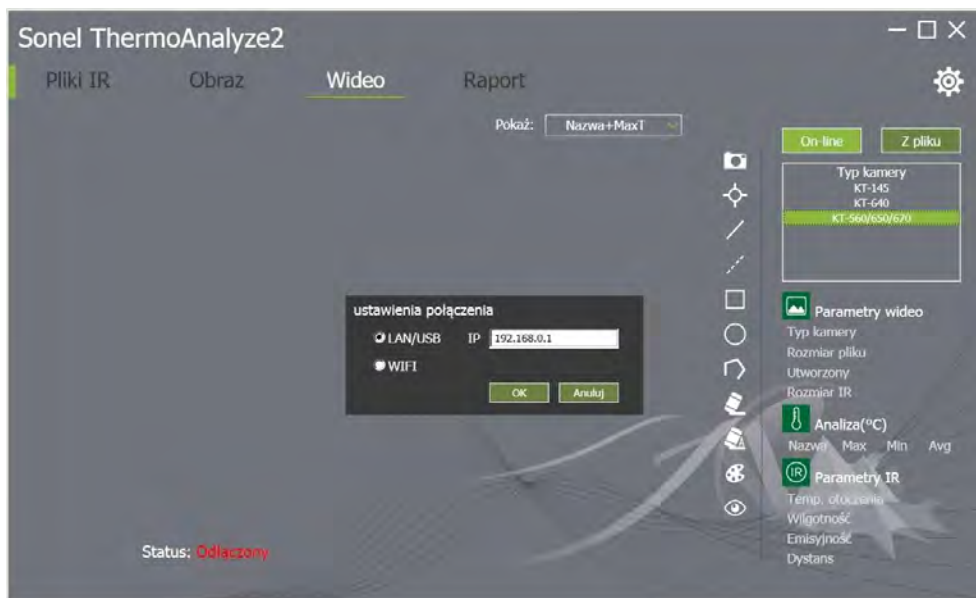 Sonel ThermoAnalyze2
Pliki IR Obraz Wideo Raport
Pokaż: Nazwa+MaxT
On-line Z pliku
Typ kamery
KT-145
KT-640
KT-560/650/670
ustawienia połączenia
LAN/USB IP 192.168.0.1
WIFI
OK Anuluj
Parametry wideo
Typ kamery
Rozmiar pliku
Utworzony
Rozmiar IR
Analiza(°C)
Nazwa Max Min Avg
IR Parametry IR
Temp. otoczenia
Wilgotność
Emisyjność
Dystans
Status: Odłączony